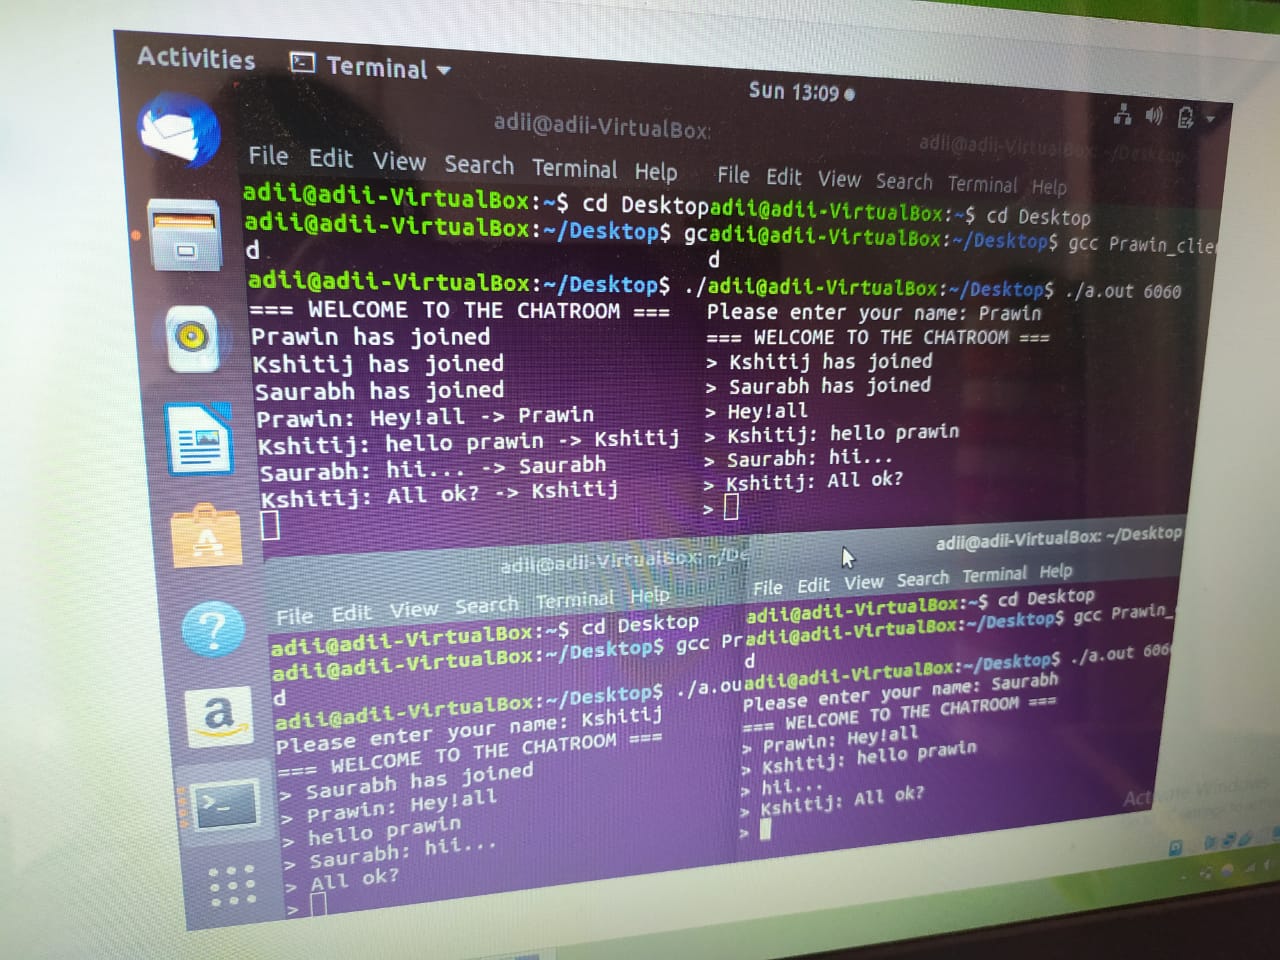 Activities
Terminal
Sun 13:09
adii@adii-VirtualBox:
File Edit View Search Terminal Help
adii@adii-VirtualBox:~$ cd Desktop
adii@adii-VirtualBox:~/Desktop$ gc
d
adii@adii-VirtualBox:~/Desktop$ ./
=== WELCOME TO THE CHATROOM ===
Prawin has joined
Kshitij has joined
Saurabh has joined
Prawin: Hey!all -> Prawin
Kshitij: hello prawin -> Kshitij
Saurabh: hii... -> Saurabh
Kshitij: All ok? -> Kshitij
adii@adii-VirtualBox: ~/Desktop
File Edit View Search Terminal Help
adii@adii-VirtualBox:~$ cd Desktop
adii@adii-VirtualBox:~/Desktop$ gcc Prawin_clie
d
adii@adii-VirtualBox:~/Desktop$ ./a.out 6060
Please enter your name: Prawin
=== WELCOME TO THE CHATROOM ===
> Kshitij has joined
> Saurabh has joined
> Hey!all
> Kshitij: hello prawin
> Saurabh: hii...
> Kshitij: All ok?
>
adii@adii-VirtualBox: ~/De
File Edit View Search Terminal Help
adii@adii-VirtualBox:~$ cd Desktop
adii@adii-VirtualBox:~/Desktop$ gcc Pr
d
adii@adii-VirtualBox:~/Desktop$ ./a.ou
Please enter your name: Kshitij
=== WELCOME TO THE CHATROOM ===
> Saurabh has joined
> Prawin: Hey!all
> hello prawin
> Saurabh: hii...
> All ok?
>
adii@adii-VirtualBox: ~/Desktop
File Edit View Search Terminal Help
adii@adii-VirtualBox:~$ cd Desktop
adii@adii-VirtualBox:~/Desktop$ gcc Prawin_
d
adii@adii-VirtualBox:~/Desktop$ ./a.out 606
Please enter your name: Saurabh
=== WELCOME TO THE CHATROOM ===
> Prawin: Hey!all
> Kshitij: hello prawin
> hii...
> Kshitij: All ok?
>
Activate Windows